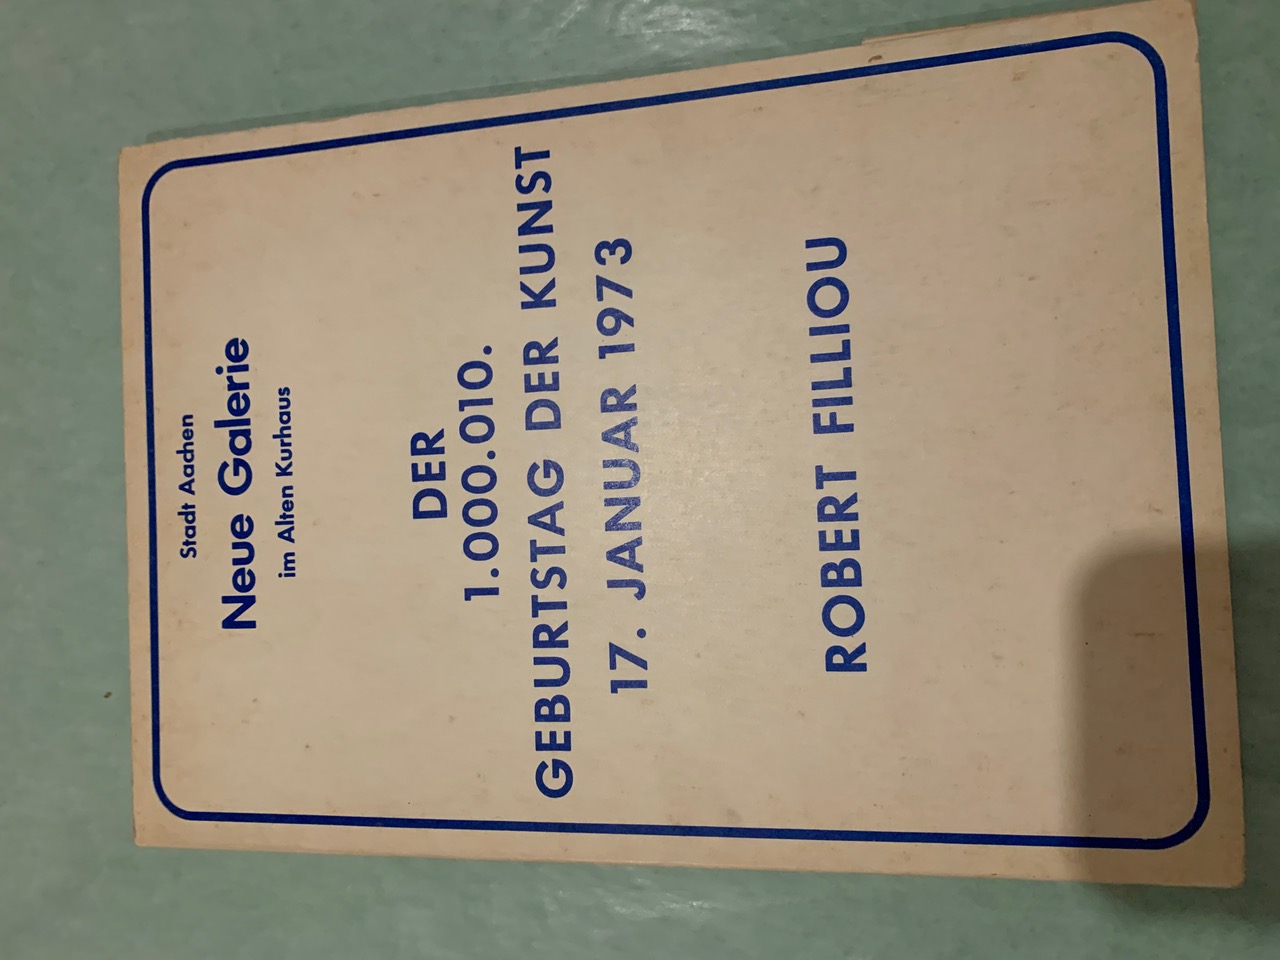 Stadt Aachen
Neue Galerie
im Alten Kurhaus
DER
1.000.010.
GEBURTSTAG DER KUNST
17. JANUAR 1973
ROBERT FILLIOU